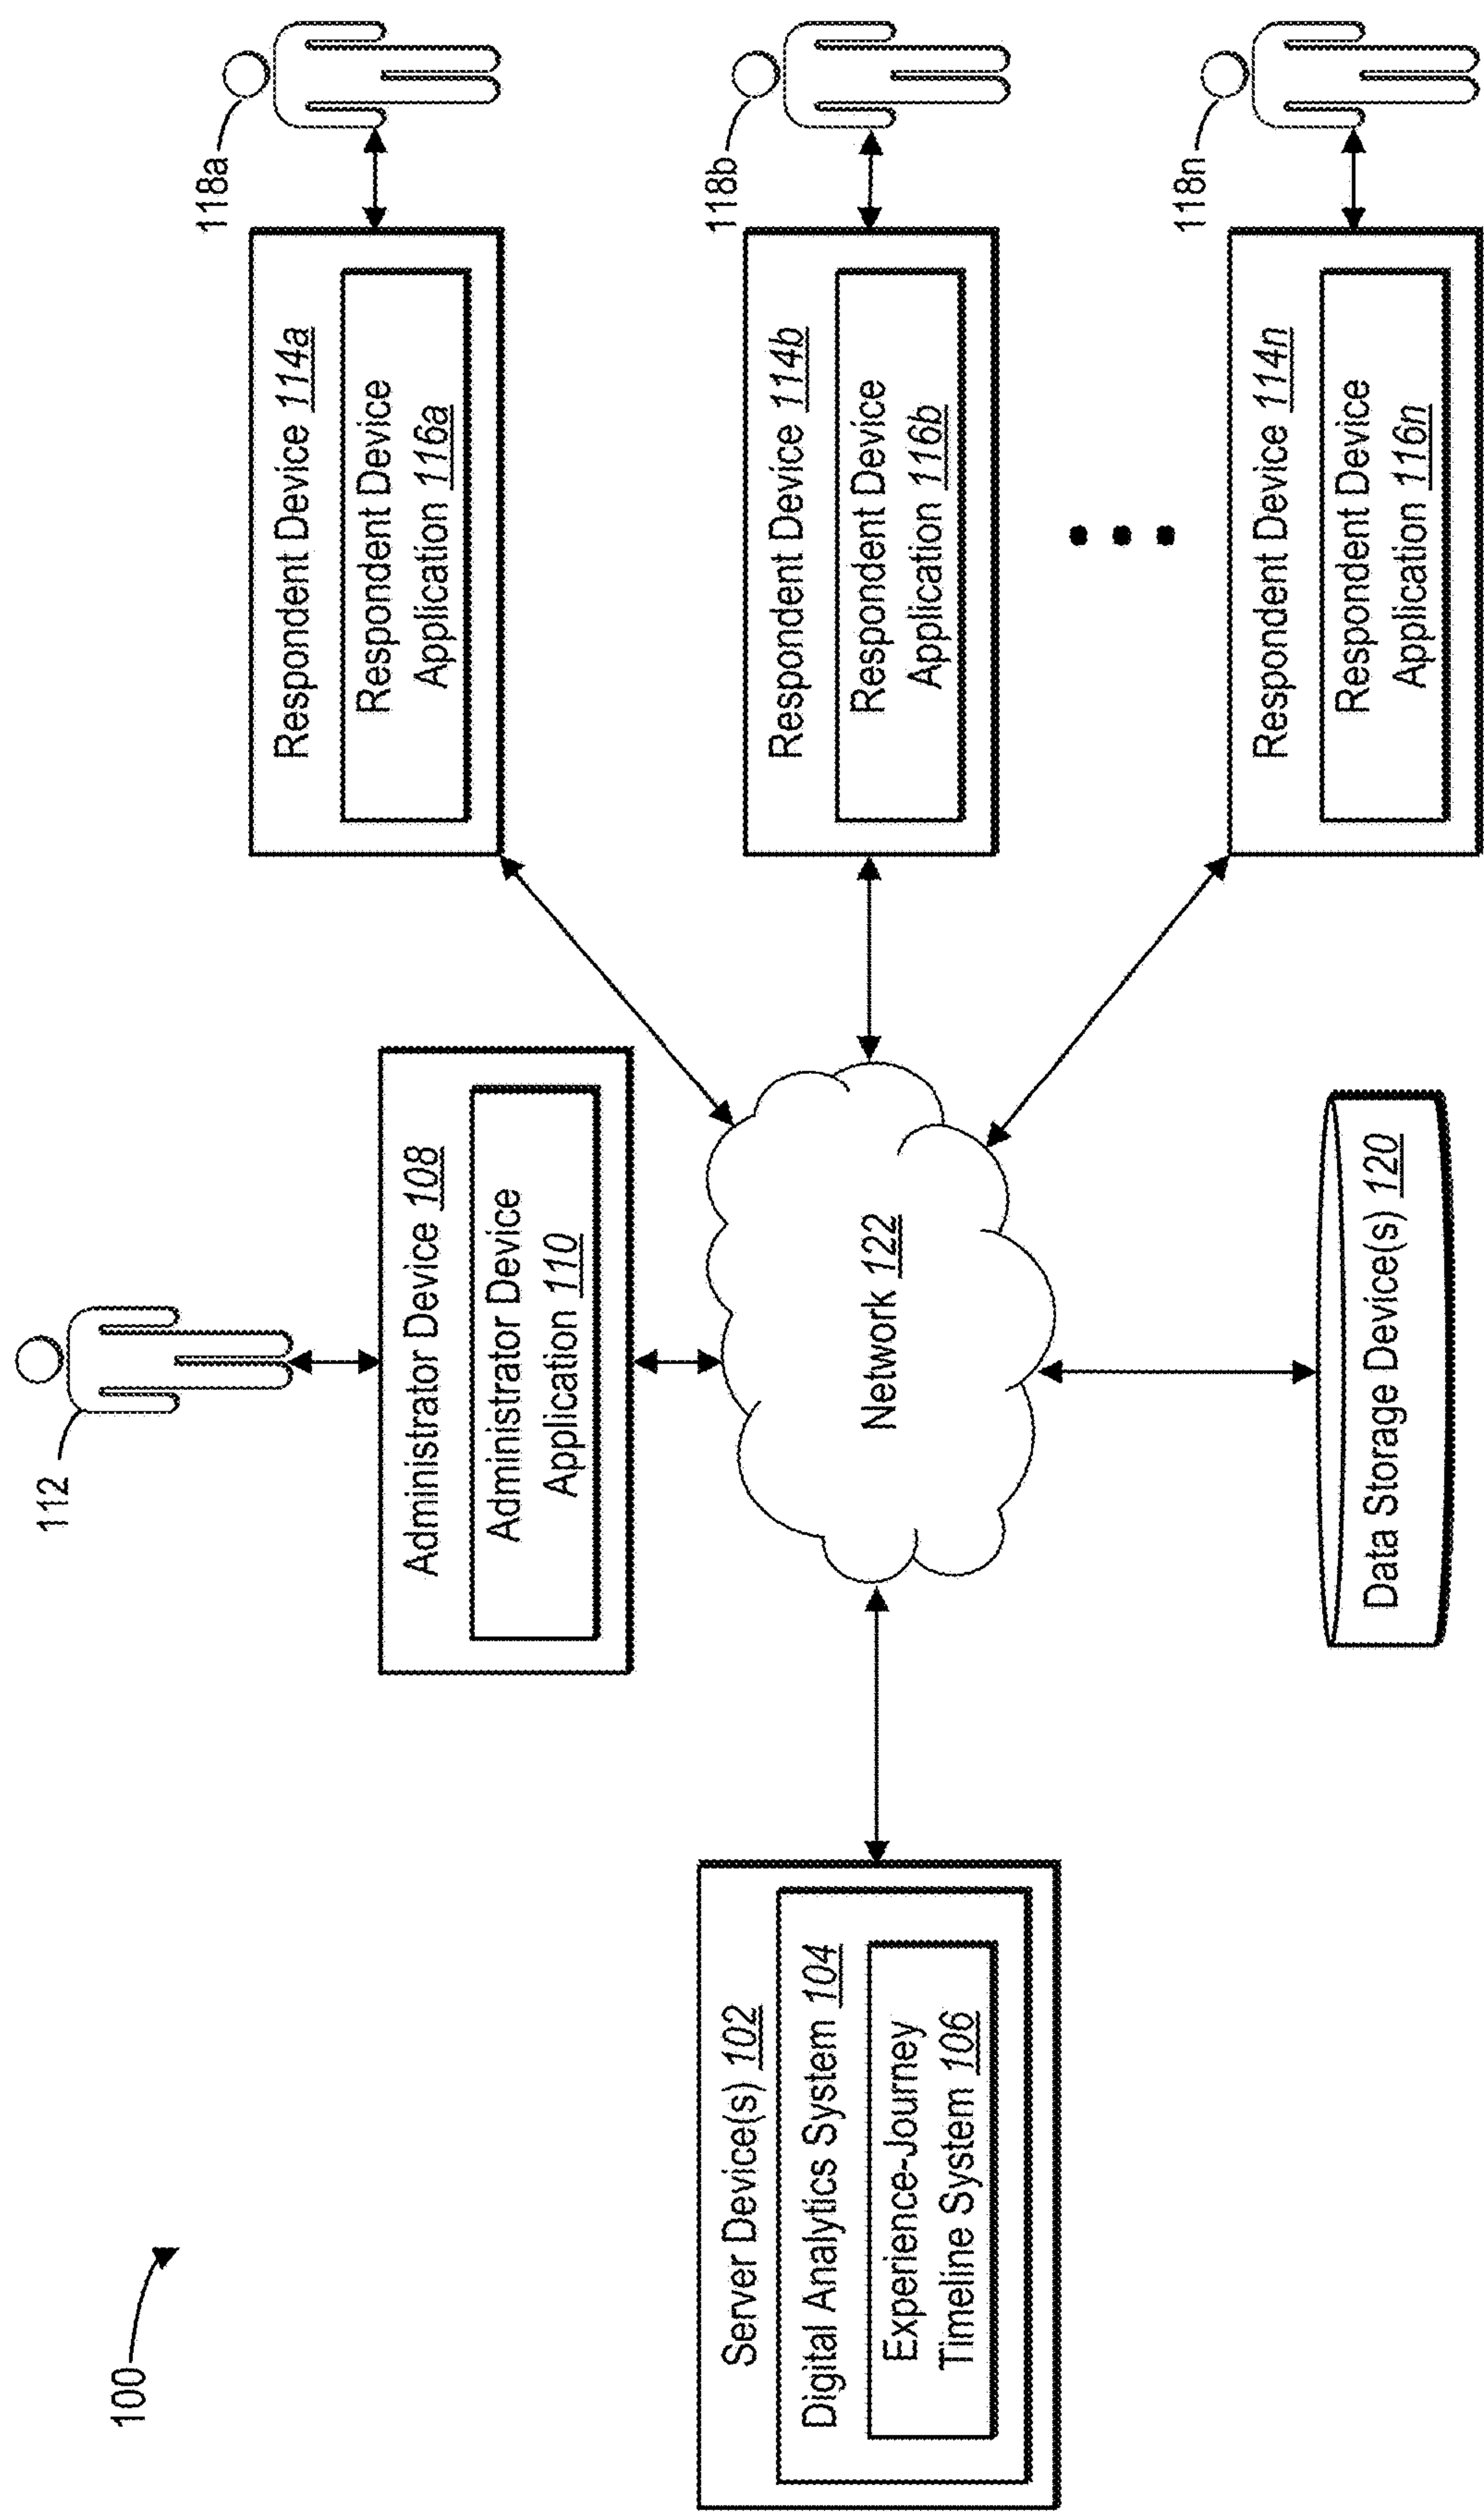 100
112
Administrator Device 108
Administrator Device
Application 110
Server Device(s) 102
Digital Analytics System 104
Experience-Journey
Timeline System 106
Network 122
Data Storage Device(s) 120
118a
Respondent Device 114a
Respondent Device
Application 116a
118b
Respondent Device 114b
Respondent Device
Application 116b
118n
Respondent Device 114n
Respondent Device
Application 116n